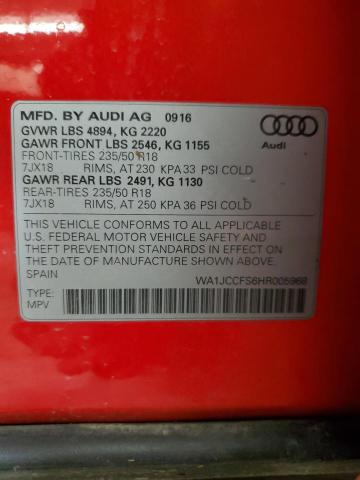 MFD. BY AUDI AG 0916
GVWR LBS 4894, KG 2220
GAWR FRONT LBS 2546, KG 1155
FRONT-TIRES 235/50 R18
7JX18 RIMS, AT 230 KPA 33 PSI COLD
GAWR REAR LBS 2491, KG 1130
REAR-TIRES 235/50 R18
7JX18 RIMS, AT 250 KPA 36 PSI COLD
Audi
THIS VEHICLE CONFORMS TO ALL APPLICABLE
U.S. FEDERAL MOTOR VEHICLE SAFETY AND
THEFT PREVENTION STANDARDS IN EFFECT ON
THE DATE OF MANUFACTURE SHOWN ABOVE.
SPAIN
WA1JCCFS6HR005968
TYPE:
MPV